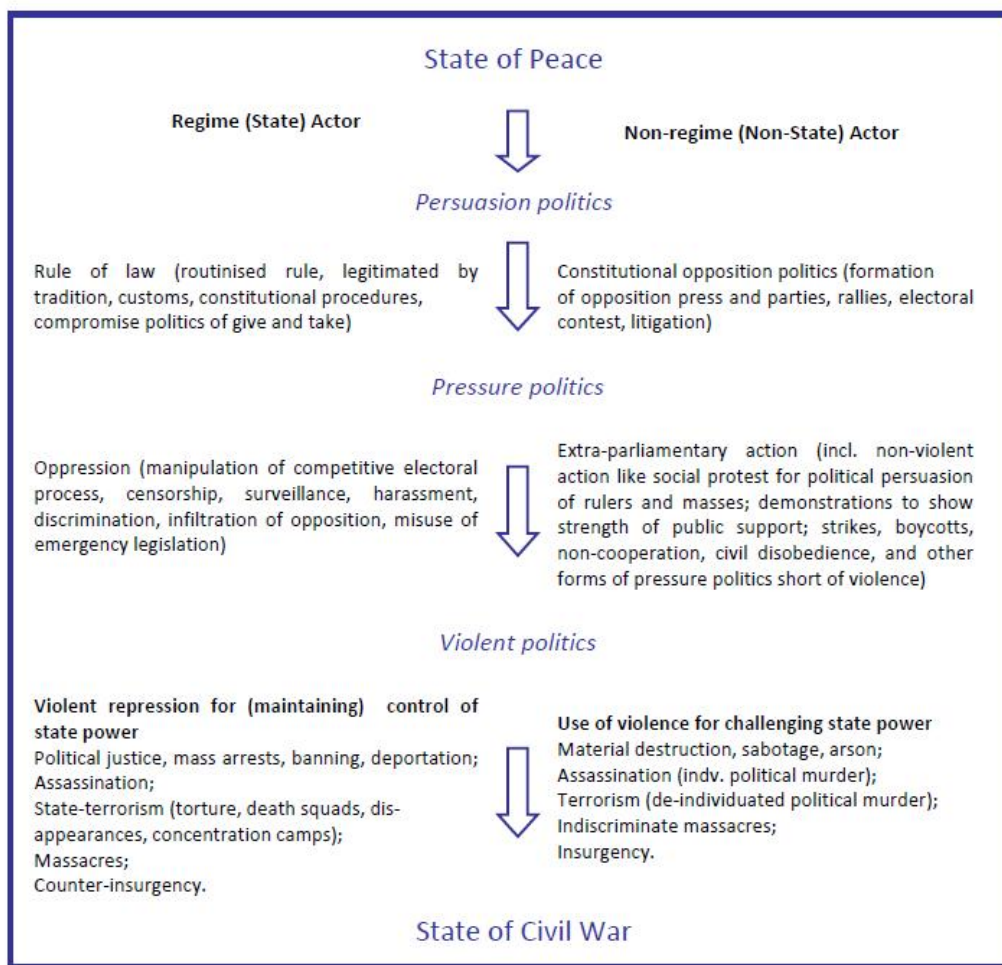 State of Peace
Regime (State) Actor
Non-regime (Non-State) Actor
Persuasion politics
Rule of law (routinised rule, legitimated by
tradition, customs, constitutional procedures,
compromise politics of give and take)
Constitutional opposition politics (formation
of opposition press and parties, rallies, electoral
contest, litigation)
Pressure politics
Oppression (manipulation of competitive electoral
process, censorship, surveillance, harassment,
discrimination, infiltration of opposition, misuse of
emergency legislation)
Extra-parliamentary action (incl. non-violent
action like social protest for political persuasion
of rulers and masses; demonstrations to show
strength of public support; strikes, boycotts,
non-cooperation, civil disobedience, and other
forms of pressure politics short of violence)
Violent politics
Violent repression for (maintaining) control of
state power
Political justice, mass arrests, banning, deportation;
Assassination;
State-terrorism (torture, death squads, dis-
appearances, concentration camps);
Massacres;
Counter-insurgency.
Use of violence for challenging state power
Material destruction, sabotage, arson;
Assassination (indv. political murder);
Terrorism (de-individuated political murder);
Indiscriminate massacres;
Insurgency.
State of Civil War